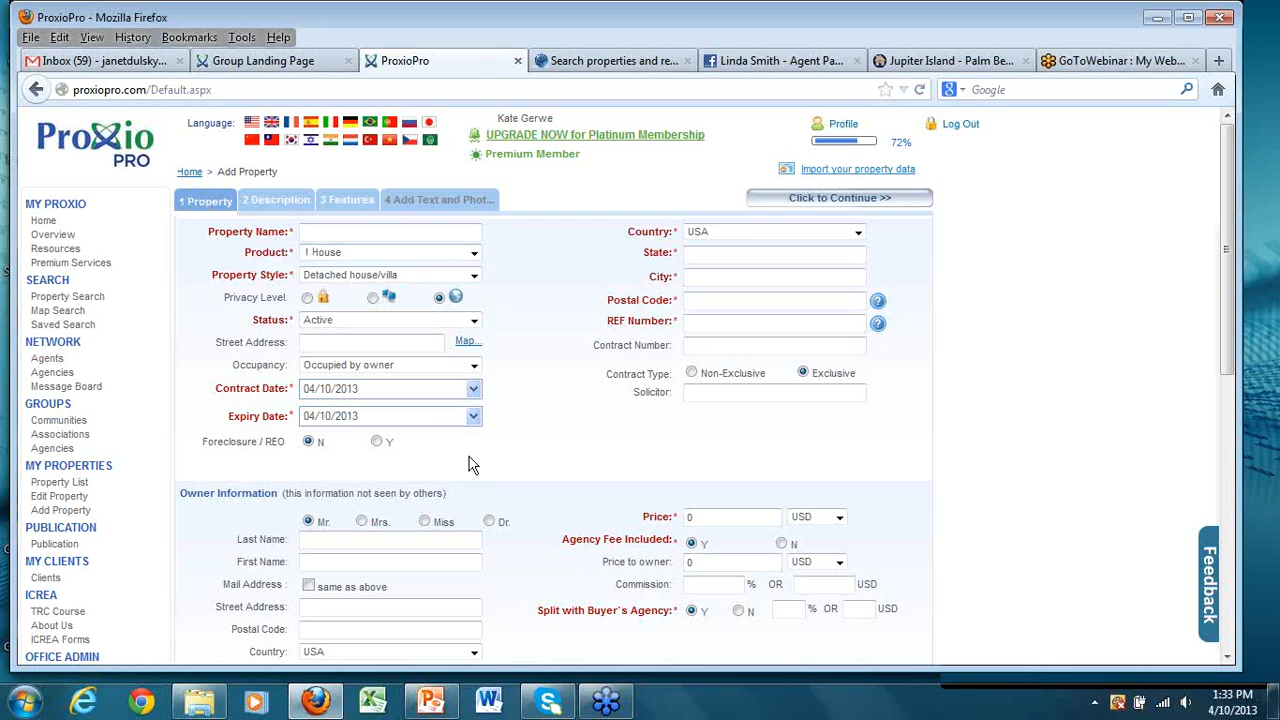 ProxioPro - Mozilla Firefox
File Edit View History Bookmarks Tools Help
Inbox (59) - janetdulsky... × Group Landing Page × ProxioPro × Search properties and re... × Linda Smith - Agent Pa... × Jupiter Island - Palm Be... × GoToWebinar : My Web... × +
proxiopro.com/Default.aspx
Google
Proxio PRO
Language:
Kate Gerwe
UPGRADE NOW for Platinum Membership
Premium Member
Profile
72%
Log Out
Home > Add Property
Import your property data
MY PROXIO
Home
Overview
Resources
Premium Services
SEARCH
Property Search
Map Search
Saved Search
NETWORK
Agents
Agencies
Message Board
GROUPS
Communities
Associations
Agencies
MY PROPERTIES
Property List
Edit Property
Add Property
PUBLICATION
Publication
MY CLIENTS
Clients
ICREA
TRC Course
About Us
ICREA Forms
OFFICE ADMIN
1 Property 2 Description 3 Features 4 Add Text and Phot...
Click to Continue >>
Property Name:*
Product:* ! House
Property Style:* Detached house/villa
Privacy Level:
Status:* Active
Street Address: Map...
Occupancy: Occupied by owner
Contract Date:* 04/10/2013
Expiry Date:* 04/10/2013
Foreclosure / REO N Y
Country:* USA
State:*
City:*
Postal Code:* ?
REF Number:* ?
Contract Number:
Contract Type: Non-Exclusive Exclusive
Solicitor:
Owner Information (this information not seen by others)
Mr. Mrs. Miss Dr.
Last Name:
First Name:
Mail Address : same as above
Street Address:
Postal Code:
Country: USA
Price:* 0 USD
Agency Fee Included:* Y N
Price to owner: 0 USD
Commission: % OR USD
Split with Buyer`s Agency:* Y N % OR USD
Feedback
1:33 PM
4/10/2013